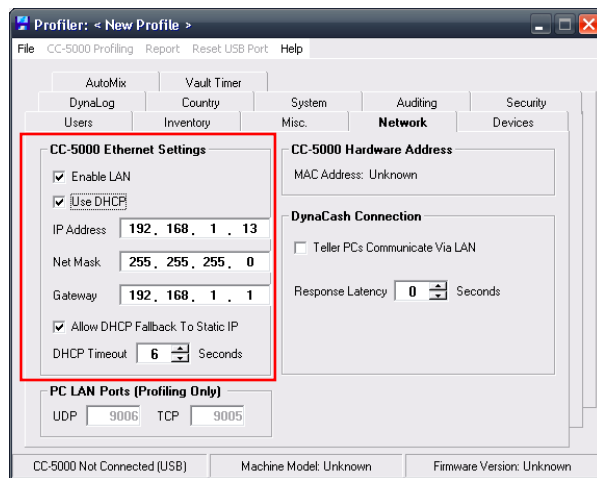 Profiler: < New Profile >
File CC-5000 Profiling Report Reset USB Port Help
AutoMix Vault Timer
DynaLog Country System Auditing Security
Users Inventory Misc. Network Devices
CC-5000 Ethernet Settings
Enable LAN
Use DHCP
IP Address 192 . 168 . 1 . 13
Net Mask 255 . 255 . 255 . 0
Gateway 192 . 168 . 1 . 1
Allow DHCP Fallback To Static IP
DHCP Timeout 6 Seconds
PC LAN Ports (Profiling Only)
UDP 9006 TCP 9005
CC-5000 Hardware Address
MAC Address: Unknown
DynaCash Connection
Teller PCs Communicate Via LAN
Response Latency 0 Seconds
CC-5000 Not Connected (USB) Machine Model: Unknown Firmware Version: Unknown